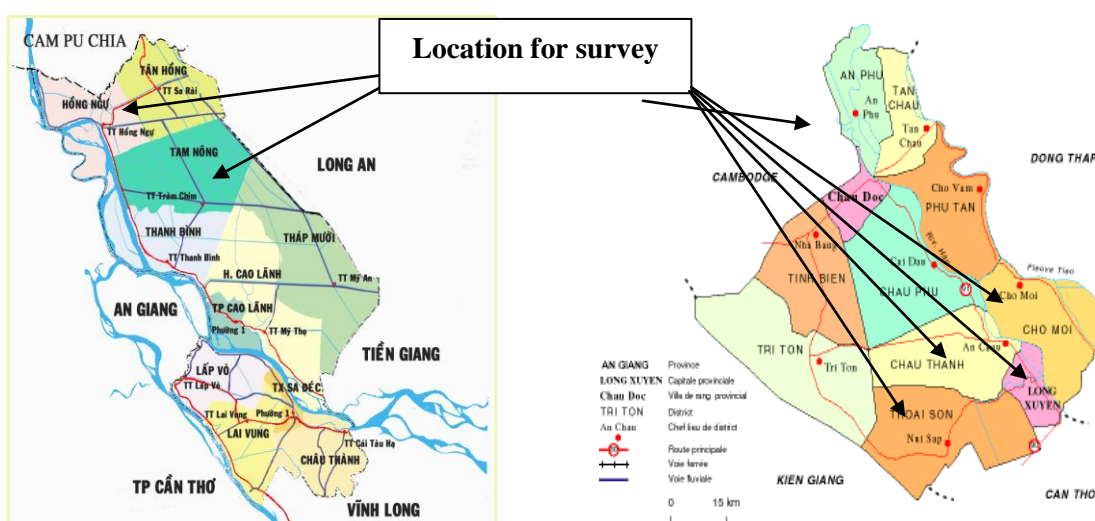 Location for survey
CAM PU CHIA
TÂN HỒNG
TT Sa Rài
HỒNG NGỰ
TT Hồng Ngự
TAM NÔNG
LONG AN
TT Tràm Chim
THANH BÌNH
THÁP MƯỜI
TT Thanh Bình
H. CAO LÃNH
TT Mỹ An
AN GIANG
TP CAO LÃNH
Phường 1
TT Mỹ Thọ
TIỀN GIANG
LẤP VÒ
TT Lấp Vò
TX SA ĐÉC
TT Lai Vung
Phường 1
LAI VUNG
TT Cái Tàu Hạ
CHÂU THÀNH
TP CẦN THƠ
VĨNH LONG
AN PHU
An Phu
TAN CHAU
Tan Chau
DONG THAP
CAMBODGE
Chau Doc
Cho Vam
PHU TAN
Nha Bang
TINH BIEN
Cai Dau
CHAU PHU
Fleuve Tien
Cho Moi
CHO MOI
TRI TON
Tri Ton
An Chau
CHAU THANH
LONG XUYEN
THOAI SON
Nui Sap
KIEN GIANG
CAN THO
AN GIANG Province
LONG XUYEN Capitale provinciale
Chau Doc Ville de rang provincial
TRI TON District
An Chau Chef lieu de district
Route principale
Voie ferrée
Voie fluviale
0 15 km